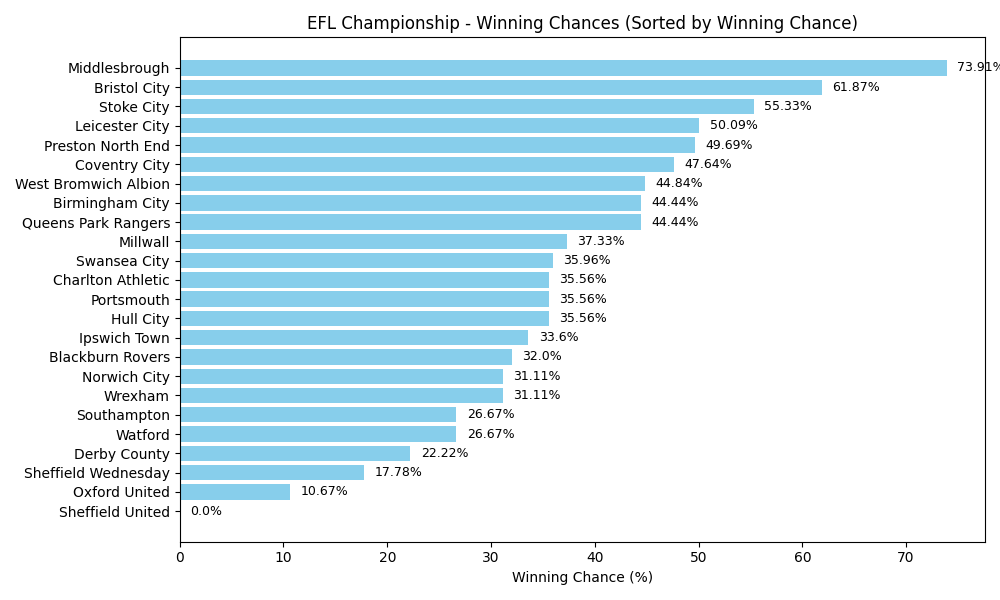 EFL Championship - Winning Chances (Sorted by Winning Chance)
Middlesbrough 73.91%
Bristol City 61.87%
Stoke City 55.33%
Leicester City 50.09%
Preston North End 49.69%
Coventry City 47.64%
West Bromwich Albion 44.84%
Birmingham City 44.44%
Queens Park Rangers 44.44%
Millwall 37.33%
Swansea City 35.96%
Charlton Athletic 35.56%
Portsmouth 35.56%
Hull City 35.56%
Ipswich Town 33.6%
Blackburn Rovers 32.0%
Norwich City 31.11%
Wrexham 31.11%
Southampton 26.67%
Watford 26.67%
Derby County 22.22%
Sheffield Wednesday 17.78%
Oxford United 10.67%
Sheffield United 0.0%
0 10 20 30 40 50 60 70
Winning Chance (%)